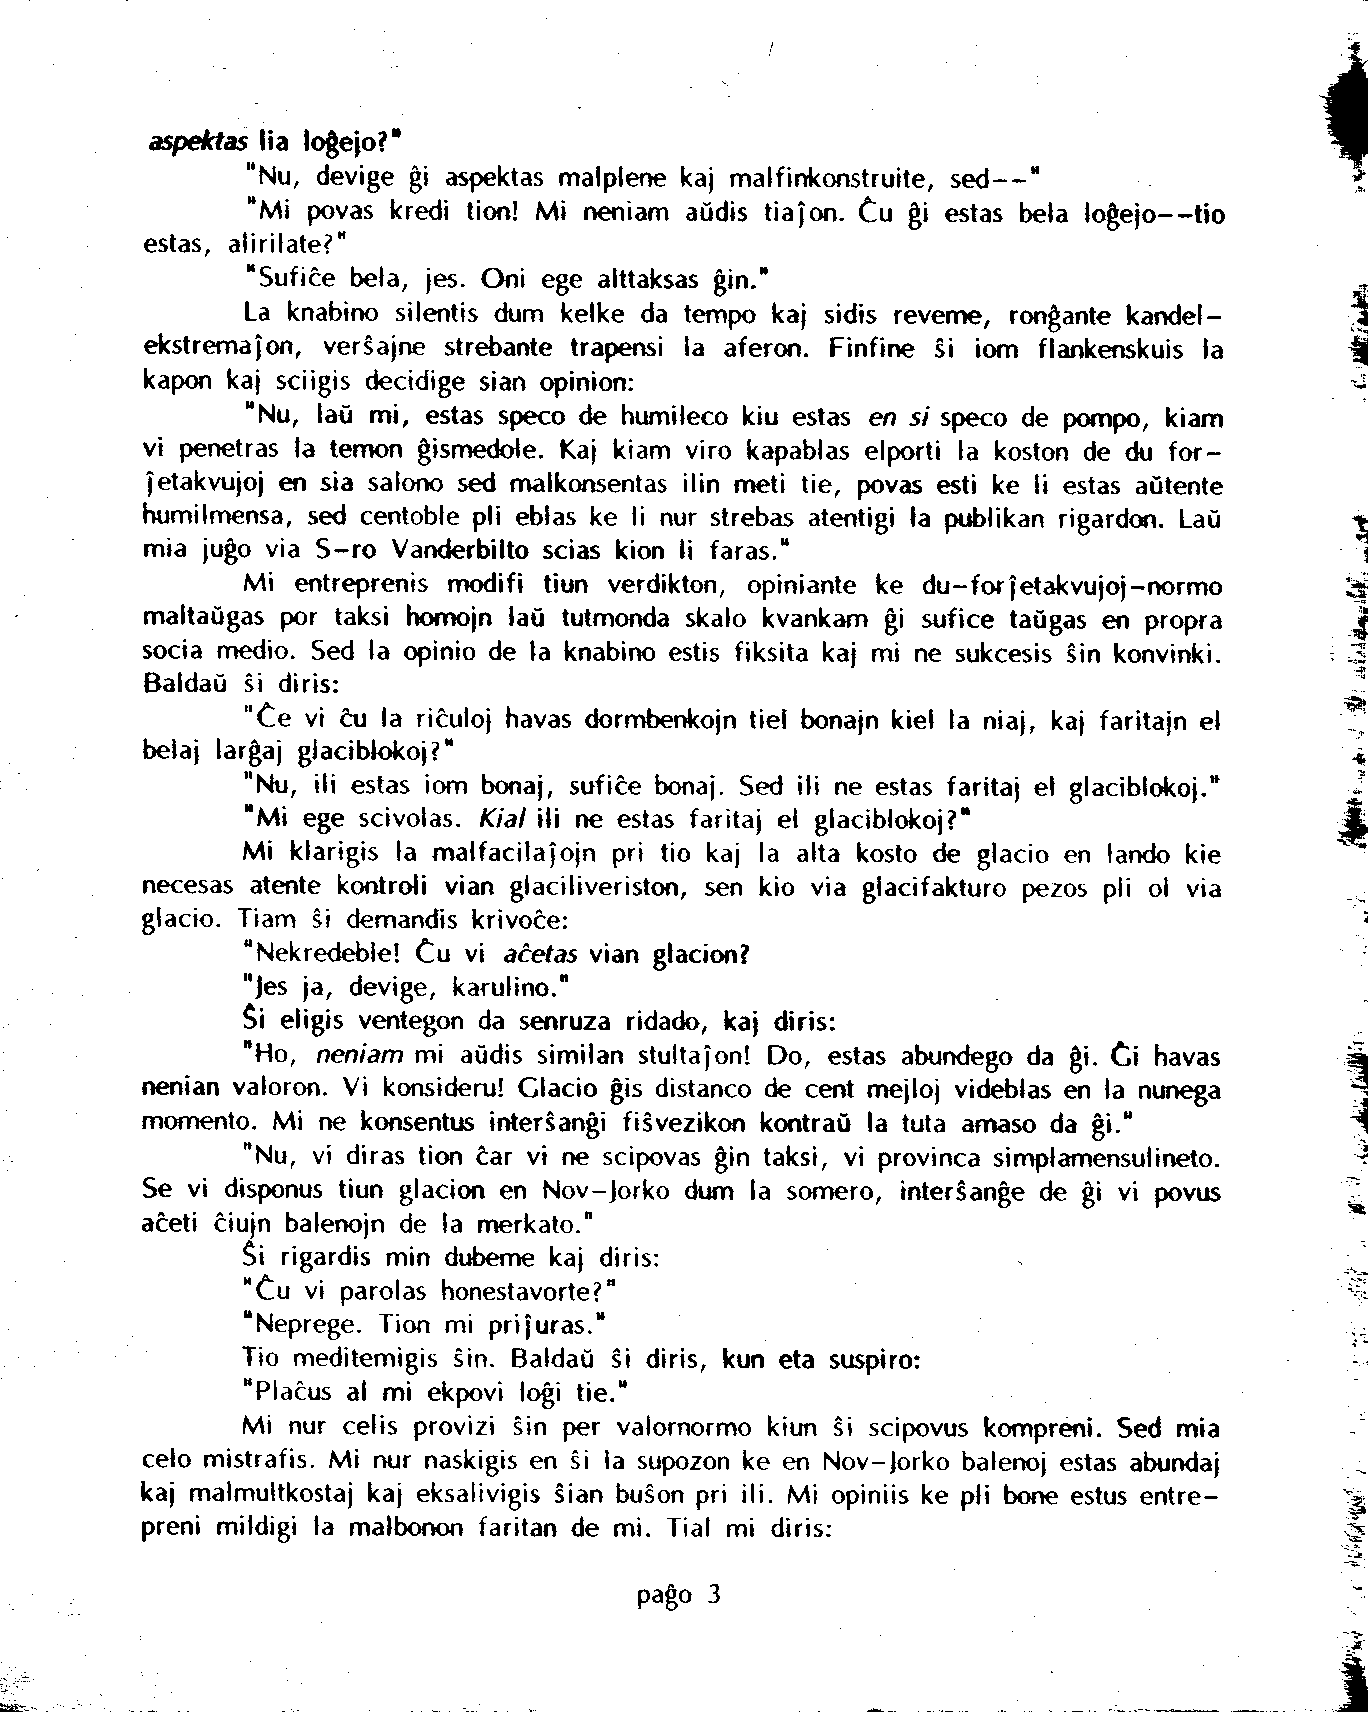 aspektas lia loĝejo?"
"Nu, devige ĝi aspektas malplene kaj malfinkonstruite, sed--"
"Mi povas kredi tion! Mi neniam aŭdis tiaĵon. Ĉu ĝi estas bela loĝejo--tio
estas, alirilate?"
"Sufiĉe bela, jes. Oni ege alttaksas ĝin."
La knabino silentis dum kelke da tempo kaj sidis reveme, ronĝante kandel-
ekstremaĵon, verŝajne strebante trapensi la aferon. Finfine ŝi iom flankenskuis la
kapon kaj sciigis decidige sian opinion:
"Nu, laŭ mi, estas speco de humileco kiu estas en si speco de pompo, kiam
vi penetras la temon ĝismedole. Kaj kiam viro kapablas elporti la koston de du for-
ĵetakvujoj en sia salono sed malkonsentas ilin meti tie, povas esti ke li estas aŭtente
humilmensa, sed centoble pli eblas ke li nur strebas atentigi la publikan rigardon. Laŭ
mia juĝo via S-ro Vanderbilto scias kion li faras."
Mi entreprenis modifi tiun verdikton, opiniante ke du-forĵetakvujoj-normo
maltaŭgas por taksi homojn laŭ tutmonda skalo kvankam ĝi sufice taŭgas en propra
socia medio. Sed la opinio de la knabino estis fiksita kaj mi ne sukcesis ŝin konvinki.
Baldaŭ ŝi diris:
"Ĉe vi ĉu la riĉuloj havas dormbenkojn tiel bonajn kiel la niaj, kaj faritajn el
belaj larĝaj glaciblokoj?"
"Nu, ili estas iom bonaj, sufiĉe bonaj. Sed ili ne estas faritaj el glaciblokoj."
"Mi ege scivolas. Kial ili ne estas faritaj el glaciblokoj?"
Mi klarigis la malfacilaĵojn pri tio kaj la alta kosto de glacio en lando kie
necesas atente kontroli vian glaciliveriston, sen kio via glacifakturo pezos pli ol via
glacio. Tiam ŝi demandis krivoĉe:
"Nekredeble! Ĉu vi aĉetas vian glacion?
"Jes ja, devige, karulino."
Ŝi eligis ventegon da senruza ridado, kaj diris:
"Ho, neniam mi aŭdis similan stultaĵon! Do, estas abundego da ĝi. Ĝi havas
nenian valoron. Vi konsideru! Glacio ĝis distanco de cent mejloj videblas en la nunega
momento. Mi ne konsentus interŝanĝi fiŝvezikon kontraŭ la tuta amaso da ĝi."
"Nu, vi diras tion ĉar vi ne scipovas ĝin taksi, vi provinca simplamensulineto.
Se vi disponus tiun glacion en Nov-Jorko dum la somero, interŝanĝe de ĝi vi povus
aĉeti ĉiujn balenojn de la merkato."
Ŝi rigardis min dubeme kaj diris:
"Ĉu vi parolas honestavorte?"
"Neprege. Tion mi priĵuras."
Tio meditemigis ŝin. Baldaŭ ŝi diris, kun eta suspiro:
"Plaĉus al mi ekpovi loĝi tie."
Mi nur celis provizi ŝin per valornormo kiun ŝi scipovus kompreni. Sed mia
celo mistrafis. Mi nur naskigis en ŝi la supozon ke en Nov-Jorko balenoj estas abundaj
kaj malmultkostaj kaj eksalivigis ŝian buŝon pri ili. Mi opiniis ke pli bone estus entre-
preni mildigi la malbonon faritan de mi. Tial mi diris:
paĝo 3